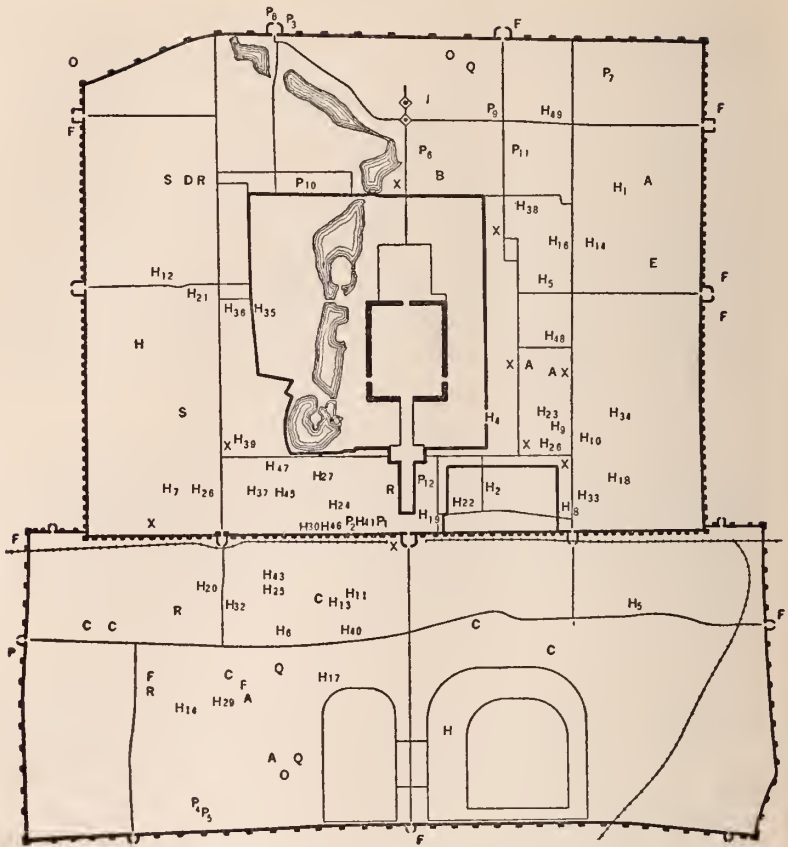 P8 P3 F
O
O Q
P7
I
F P9 H49 F
P6 P11
B
S D R P10 X
H1 A
H38
X H16 H14
E
H12 H5 F
H21
H36 H35 F
H48
H
X A A X
S H23 H34
H4 H9
H10
X H39 H26
H47 H27 P12 X
H18
H7 H26 H37 H45 R H22 H2
H33
H24 H8
X H30 H46 P2 H41 P1 H19
F X
H43
H20 H25 C H11
H13
R H32 H5
C C H6 H40 C F
P C
F C Q
R F H17
A
H14 H29
H
A Q
O
P4 P5
F